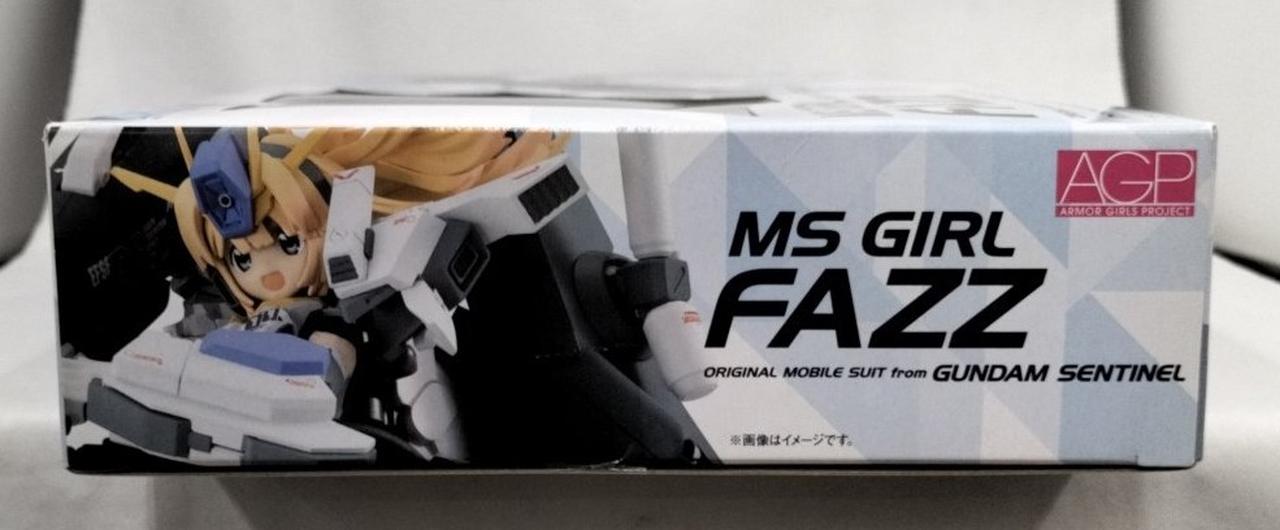 AGP
ARMOR GIRLS PROJECT
MS GIRL
FAZZ
ORIGINAL MOBILE SUIT from GUNDAM SENTINEL
※画像はイメージです。